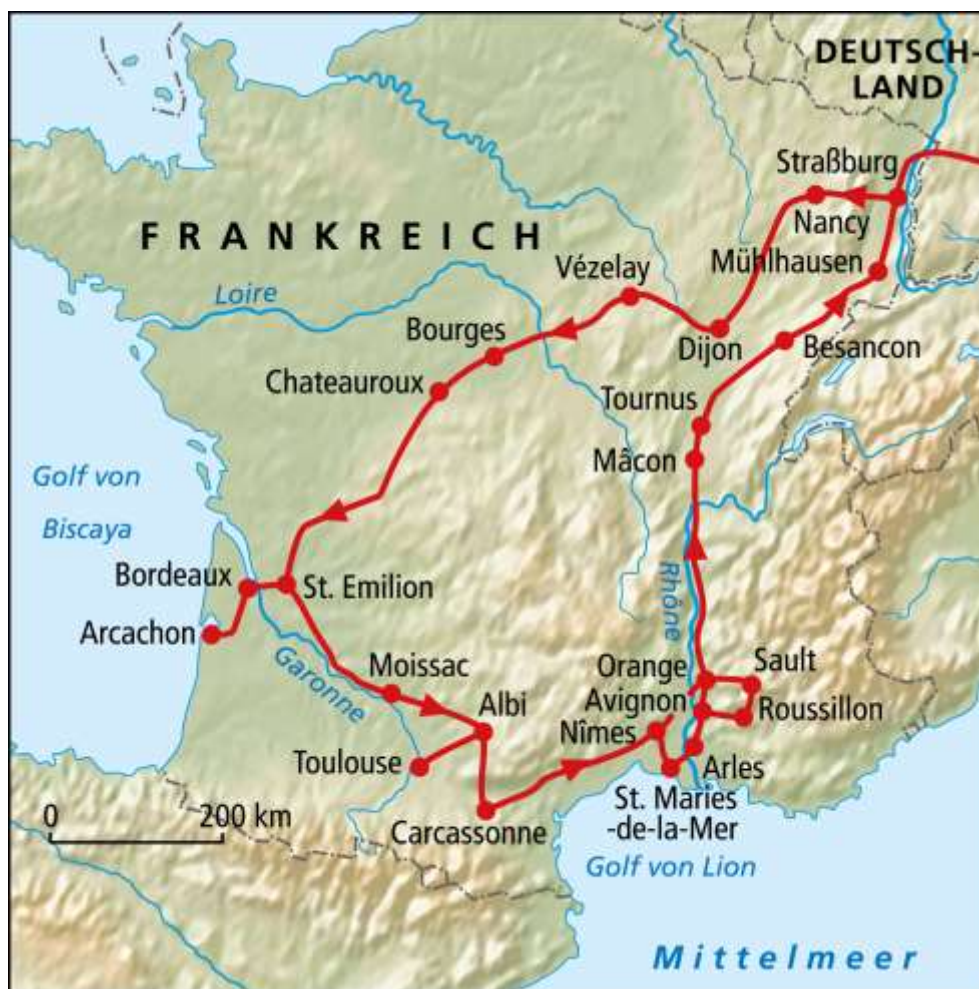 DEUTSCH-
LAND
Straßburg
FRANKREICH
Nancy
Vézelay
Mühlhausen
Loire
Bourges
Dijon
Besancon
Chateauroux
Tournus
Mâcon
Golf von
Biscaya
Bordeaux
St. Emilion
Rhône
Arcachon
Garonne
Moissac
Orange
Sault
Albi
Avignon
Roussillon
Nîmes
Toulouse
Arles
0 200 km
Carcassonne
St. Maries
-de-la-Mer
Golf von Lion
Mittelmeer